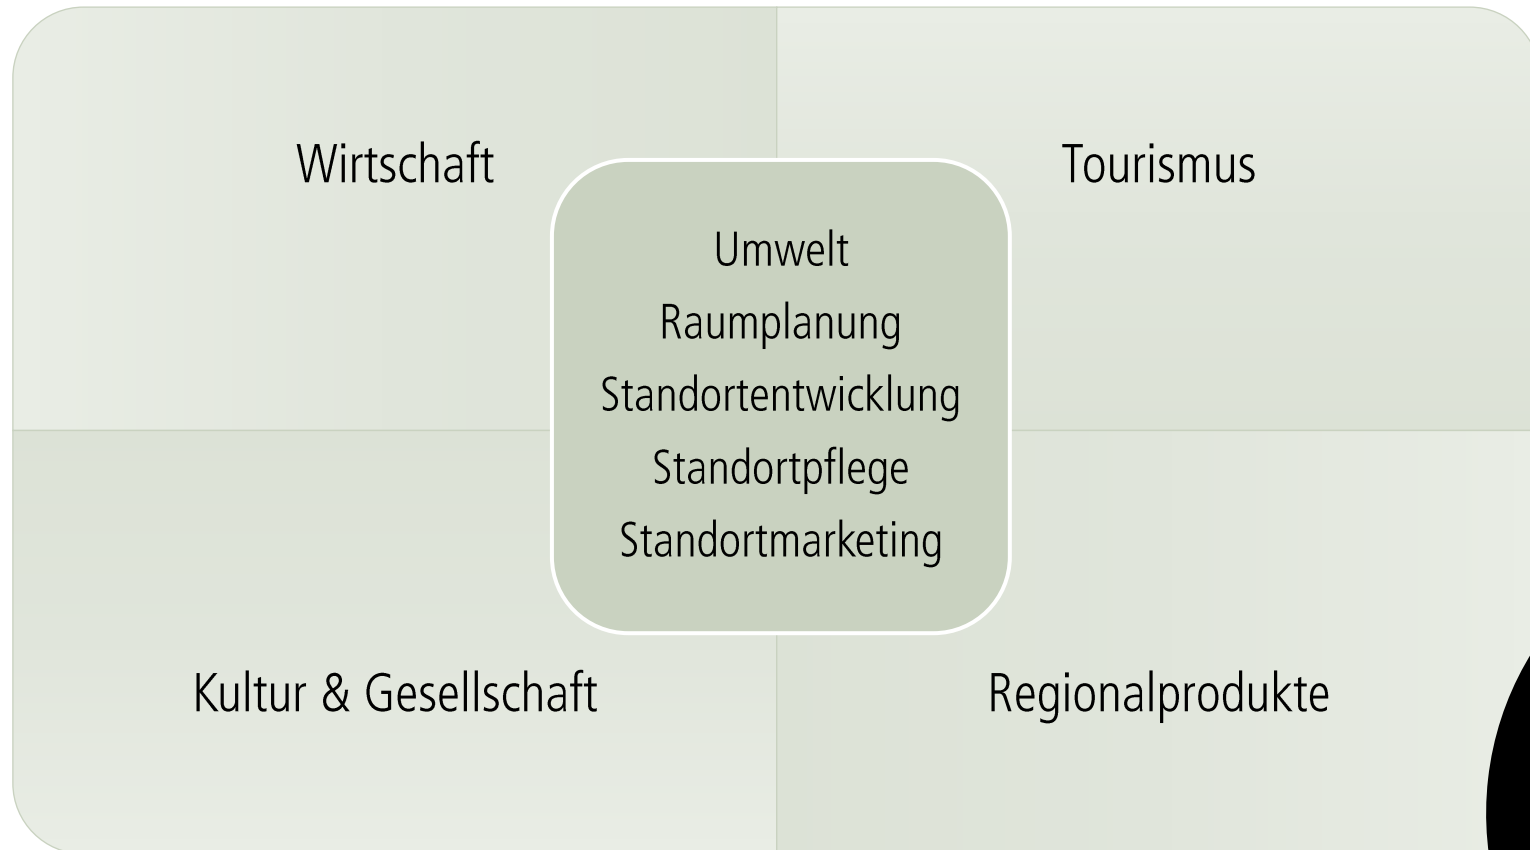 Wirtschaft
Tourismus
Umwelt
Raumplanung
Standortentwicklung
Standortpflege
Standortmarketing
Kultur & Gesellschaft
Regionalprodukte